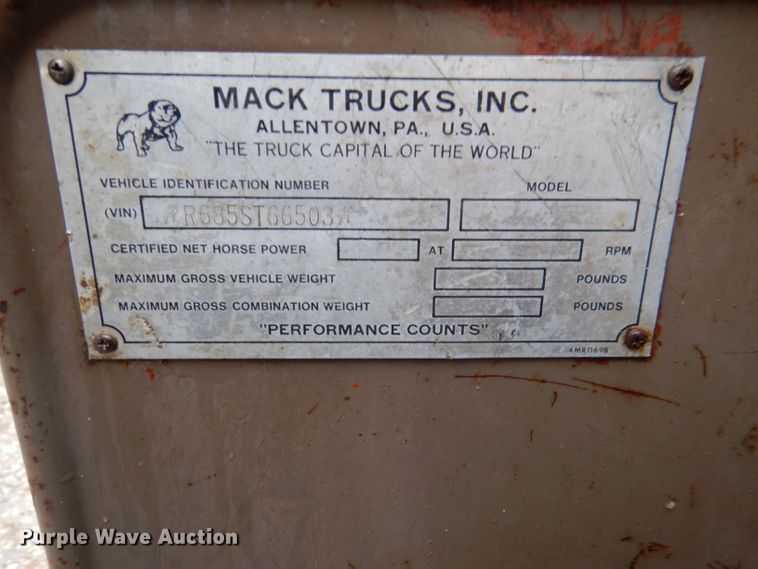 MACK TRUCKS, INC.
ALLENTOWN, PA., U.S.A.
"THE TRUCK CAPITAL OF THE WORLD"
VEHICLE IDENTIFICATION NUMBER MODEL
(VIN) R685ST66503
CERTIFIED NET HORSE POWER AT RPM
MAXIMUM GROSS VEHICLE WEIGHT POUNDS
MAXIMUM GROSS COMBINATION WEIGHT POUNDS
"PERFORMANCE COUNTS"
4MR1169B
Purple Wave Auction